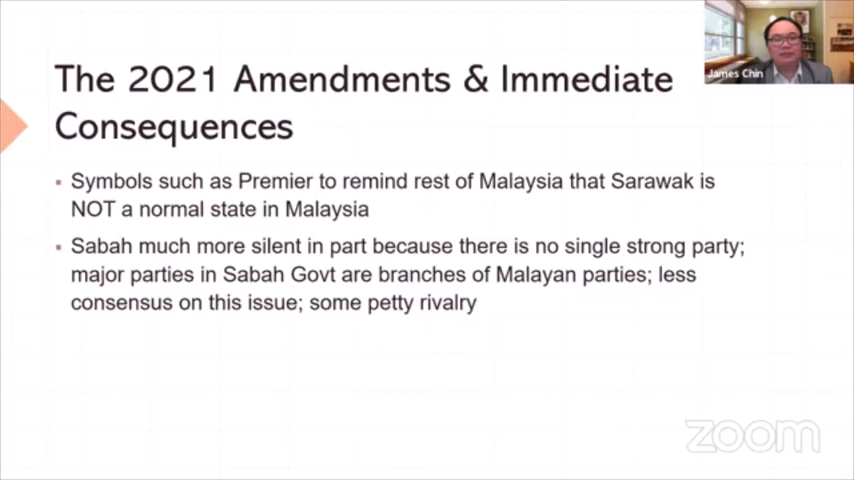 The 2021 Amendments & Immediate
Consequences
James Chin
▪ Symbols such as Premier to remind rest of Malaysia that Sarawak is
NOT a normal state in Malaysia
▪ Sabah much more silent in part because there is no single strong party;
major parties in Sabah Govt are branches of Malayan parties; less
consensus on this issue; some petty rivalry
zoom